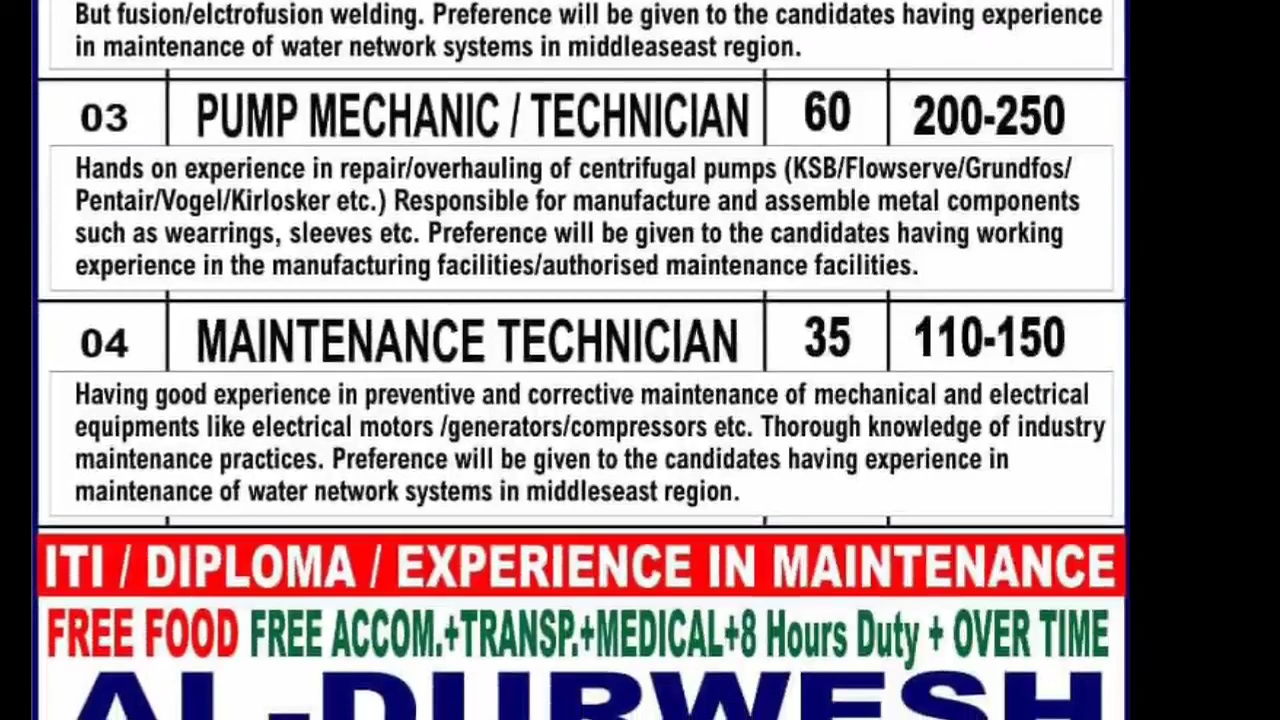 But fusion/elctrofusion welding. Preference will be given to the candidates having experience
in maintenance of water network systems in middleaseast region.
03 PUMP MECHANIC / TECHNICIAN 60 200-250
Hands on experience in repair/overhauling of centrifugal pumps (KSB/Flowserve/Grundfos/
Pentair/Vogel/Kirlosker etc.) Responsible for manufacture and assemble metal components
such as wearrings, sleeves etc. Preference will be given to the candidates having working
experience in the manufacturing facilities/authorised maintenance facilities.
04 MAINTENANCE TECHNICIAN 35 110-150
Having good experience in preventive and corrective maintenance of mechanical and electrical
equipments like electrical motors /generators/compressors etc. Thorough knowledge of industry
maintenance practices. Preference will be given to the candidates having experience in
maintenance of water network systems in middleseast region.
ITI / DIPLOMA / EXPERIENCE IN MAINTENANCE
FREE FOOD FREE ACCOM.+TRANSP.+MEDICAL+8 Hours Duty + OVER TIME
AL-DURWESH